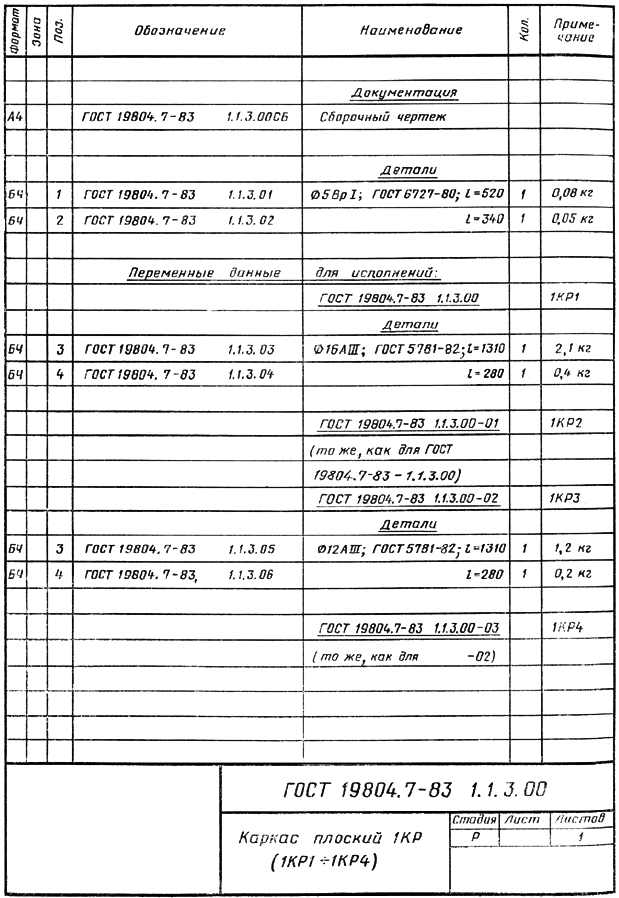 Формат Зона Поз. Обозначение Наименование Кол. Приме-
чание
Документация
А4 ГОСТ 19804.7-83 1.1.3.00СБ Сборочный чертеж
Детали
БЧ 1 ГОСТ 19804.7-83 1.1.3.01 Ø5ВрI; ГОСТ 6727-80; l=520 1 0,08 кг
БЧ 2 ГОСТ 19804.7-83 1.1.3.02 l=340 1 0,05 кг
Переменные данные для исполнений:
ГОСТ 19804.7-83 1.1.3.00 1КР1
Детали
БЧ 3 ГОСТ 19804.7-83 1.1.3.03 Ø16АIII; ГОСТ 5781-82; l=1310 1 2,1 кг
БЧ 4 ГОСТ 19804.7-83 1.1.3.04 l=280 1 0,4 кг
ГОСТ 19804.7-83 1.1.3.00-01 1КР2
(то же, как для ГОСТ
19804.7-83-1.1.3.00)
ГОСТ 19804.7-83 1.1.3.00-02 1КР3
Детали
БЧ 3 ГОСТ 19804.7-83 1.1.3.05 Ø12АIII; ГОСТ 5781-82; l=1310 1 1,2 кг
БЧ 4 ГОСТ 19804.7-83, 1.1.3.06 l=280 1 0,2 кг
ГОСТ 19804.7-83 1.1.3.00-03 1КР4
(то же, как для -02)
ГОСТ 19804.7-83 1.1.3.00
Каркас плоский 1КР
(1КР1÷1КР4)
Стадия Лист Листов
Р 1